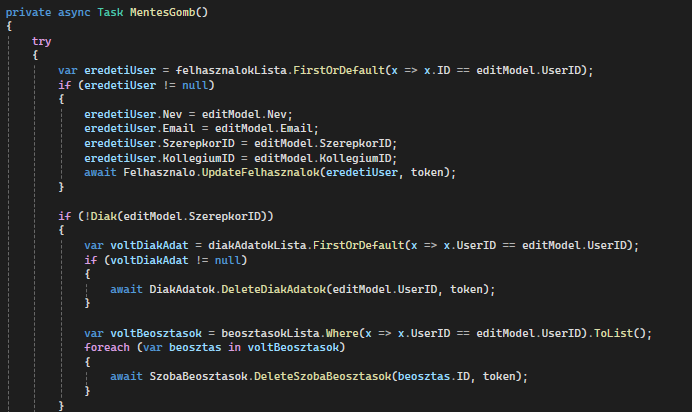 private async Task MentesGomb()
{
try
{
var eredetiUser = felhasznalokLista.FirstOrDefault(x => x.ID == editModel.UserID);
if (eredetiUser != null)
{
eredetiUser.Nev = editModel.Nev;
eredetiUser.Email = editModel.Email;
eredetiUser.SzerepkorID = editModel.SzerepkorID;
eredetiUser.KollegiumID = editModel.KollegiumID;
await Felhasznalo.UpdateFelhasznalok(eredetiUser, token);
}
if (!Diak(editModel.SzerepkorID))
{
var voltDiakAdat = diakAdatokLista.FirstOrDefault(x => x.UserID == editModel.UserID);
if (voltDiakAdat != null)
{
await DiakAdatok.DeleteDiakAdatok(editModel.UserID, token);
}
var voltBeosztasok = beosztasokLista.Where(x => x.UserID == editModel.UserID).ToList();
foreach (var beosztas in voltBeosztasok)
{
await SzobaBeosztasok.DeleteSzobaBeosztasok(beosztas.ID, token);
}
}